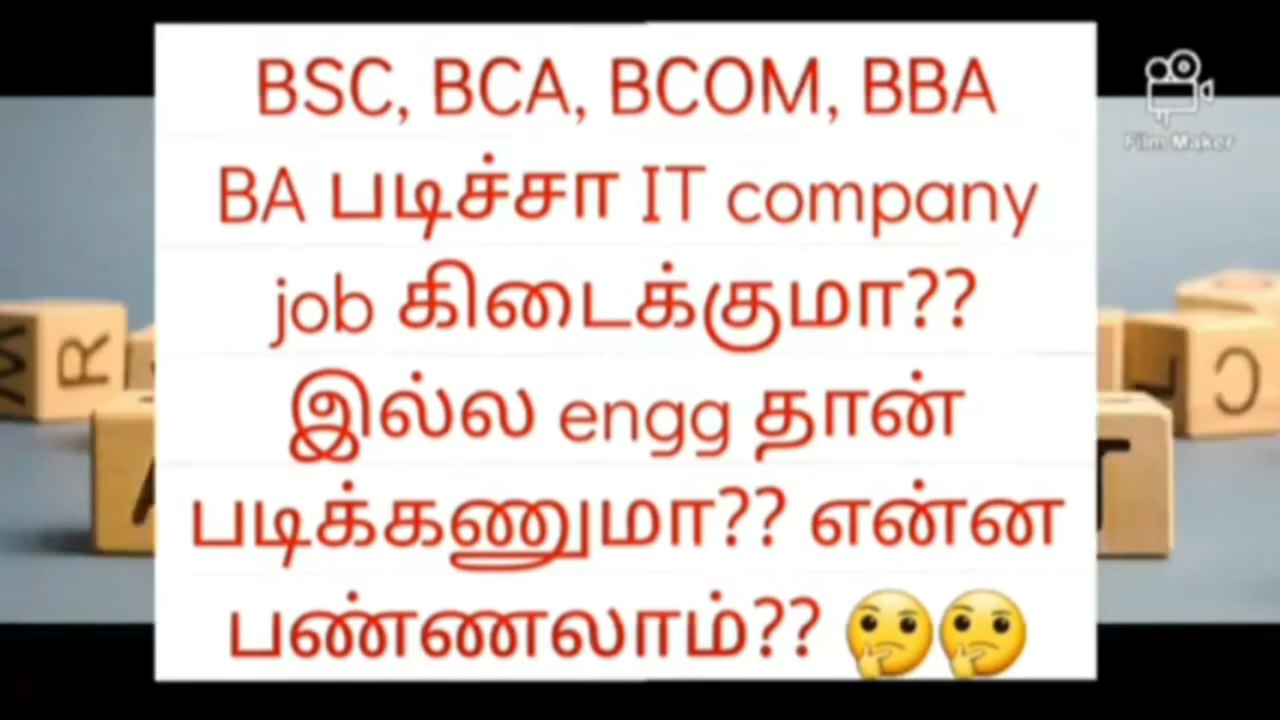 BSC, BCA, BCOM, BBA
BA படிச்சா IT company
job கிடைக்குமா??
இல்ல engg தான்
படிக்கணுமா?? என்ன
பண்ணலாம்?? 🤔🤔
Film Maker
M R
A T
C